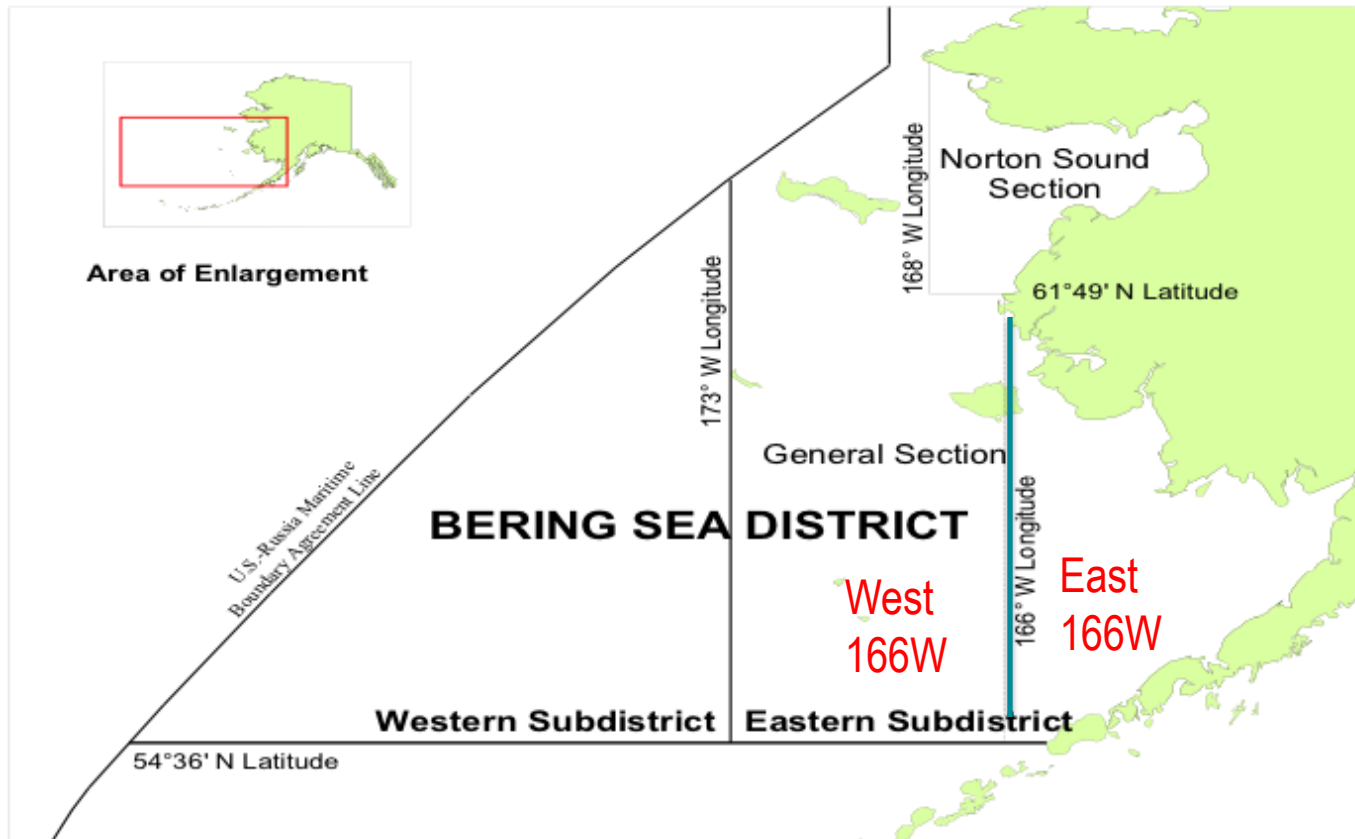 Area of Enlargement
Norton Sound
Section
168° W Longitude
61°49' N Latitude
173° W Longitude
General Section
U.S.-Russia Maritime
Boundary Agreement Line
BERING SEA DISTRICT
166° W Longitude
West
166W
East
166W
Western Subdistrict
Eastern Subdistrict
54°36' N Latitude